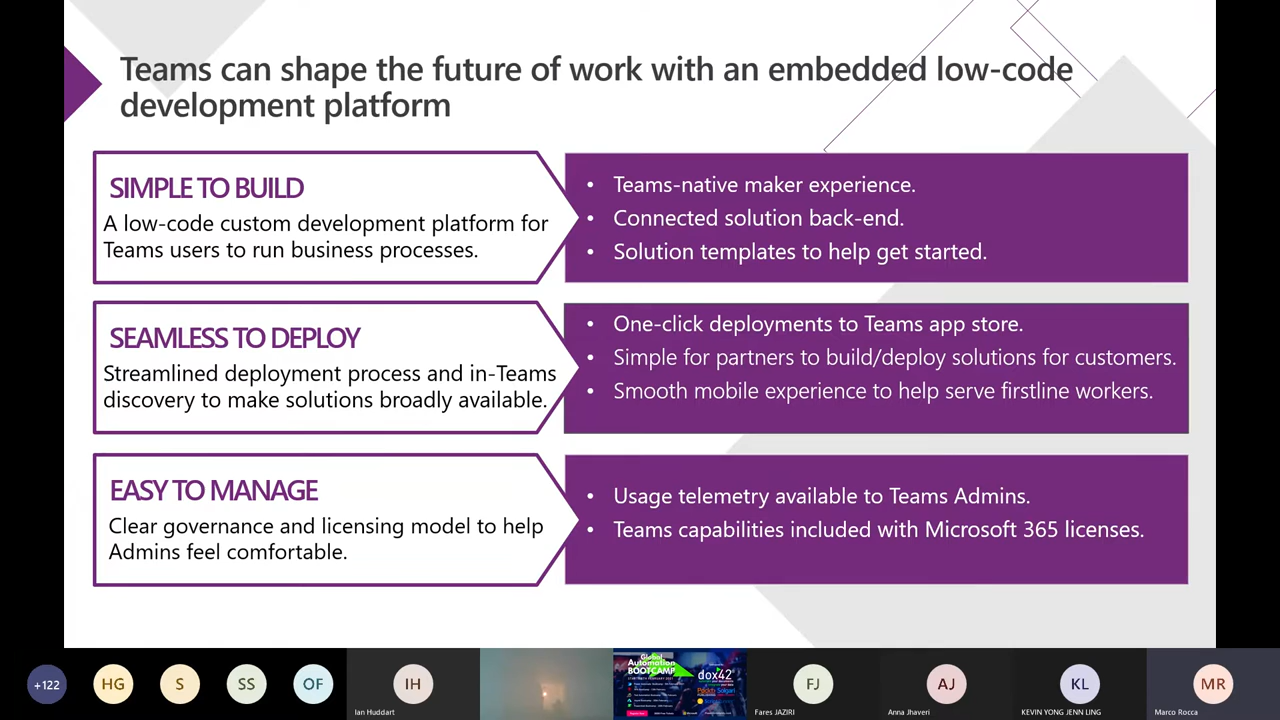 Teams can shape the future of work with an embedded low-code
development platform
SIMPLE TO BUILD
A low-code custom development platform for
Teams users to run business processes.
• Teams-native maker experience.
• Connected solution back-end.
• Solution templates to help get started.
SEAMLESS TO DEPLOY
Streamlined deployment process and in-Teams
discovery to make solutions broadly available.
• One-click deployments to Teams app store.
• Simple for partners to build/deploy solutions for customers.
• Smooth mobile experience to help serve firstline workers.
EASY TO MANAGE
Clear governance and licensing model to help
Admins feel comfortable.
• Usage telemetry available to Teams Admins.
• Teams capabilities included with Microsoft 365 licenses.
+122
HG
S
SS
OF
IH
Ian Huddart
Global
Automation
BOOTCAMP
dox42
FJ
Fares JAZIRI
AJ
Anna Jhaveri
KL
KEVIN YONG JENN LING
MR
Marco Rocca